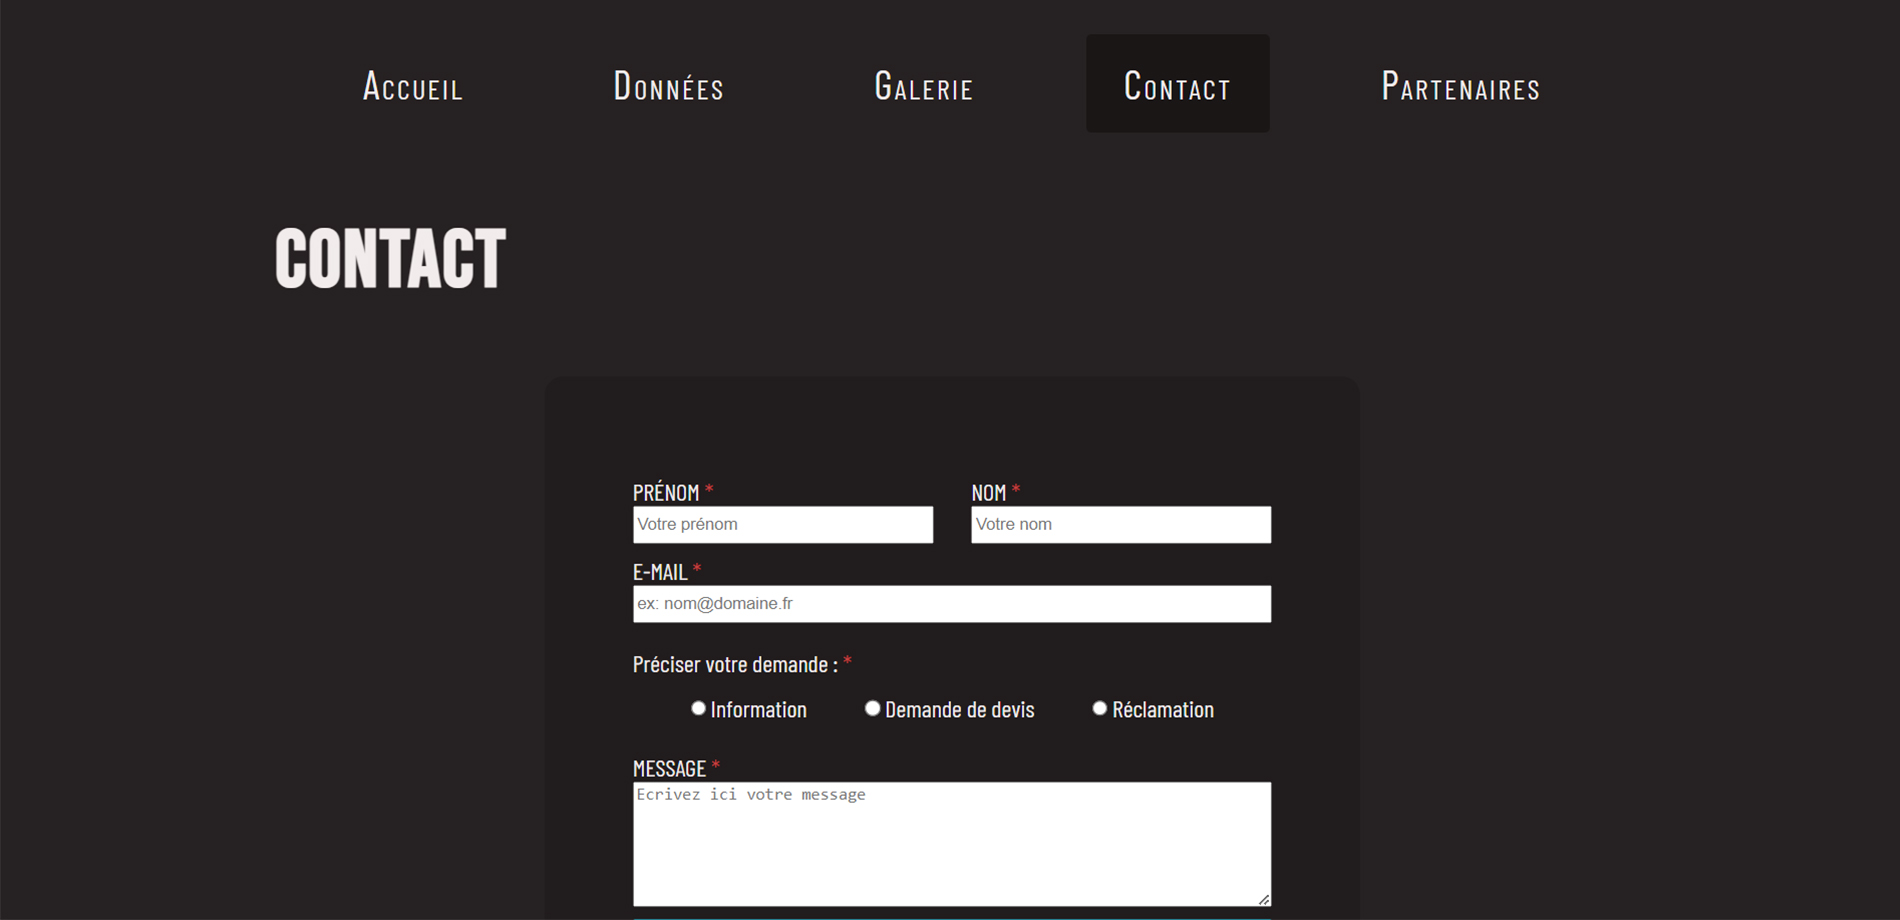 Accueil Données Galerie Contact Partenaires
CONTACT
PRÉNOM * NOM *
Votre prénom Votre nom
E-MAIL *
ex: nom@domaine.fr
Préciser votre demande : *
Information Demande de devis Réclamation
MESSAGE *
Ecrivez ici votre message